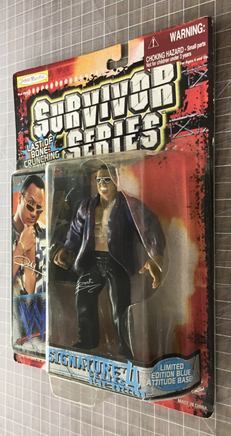 WARNING:
CHOKING HAZARD - Small parts
Not for children under 3 years
SURVIVOR
SERIES
LAST OF
BONE-
CRUNCHING
SIGNATURE
LIMITED
EDITION BLUE
ATTITUDE BASE